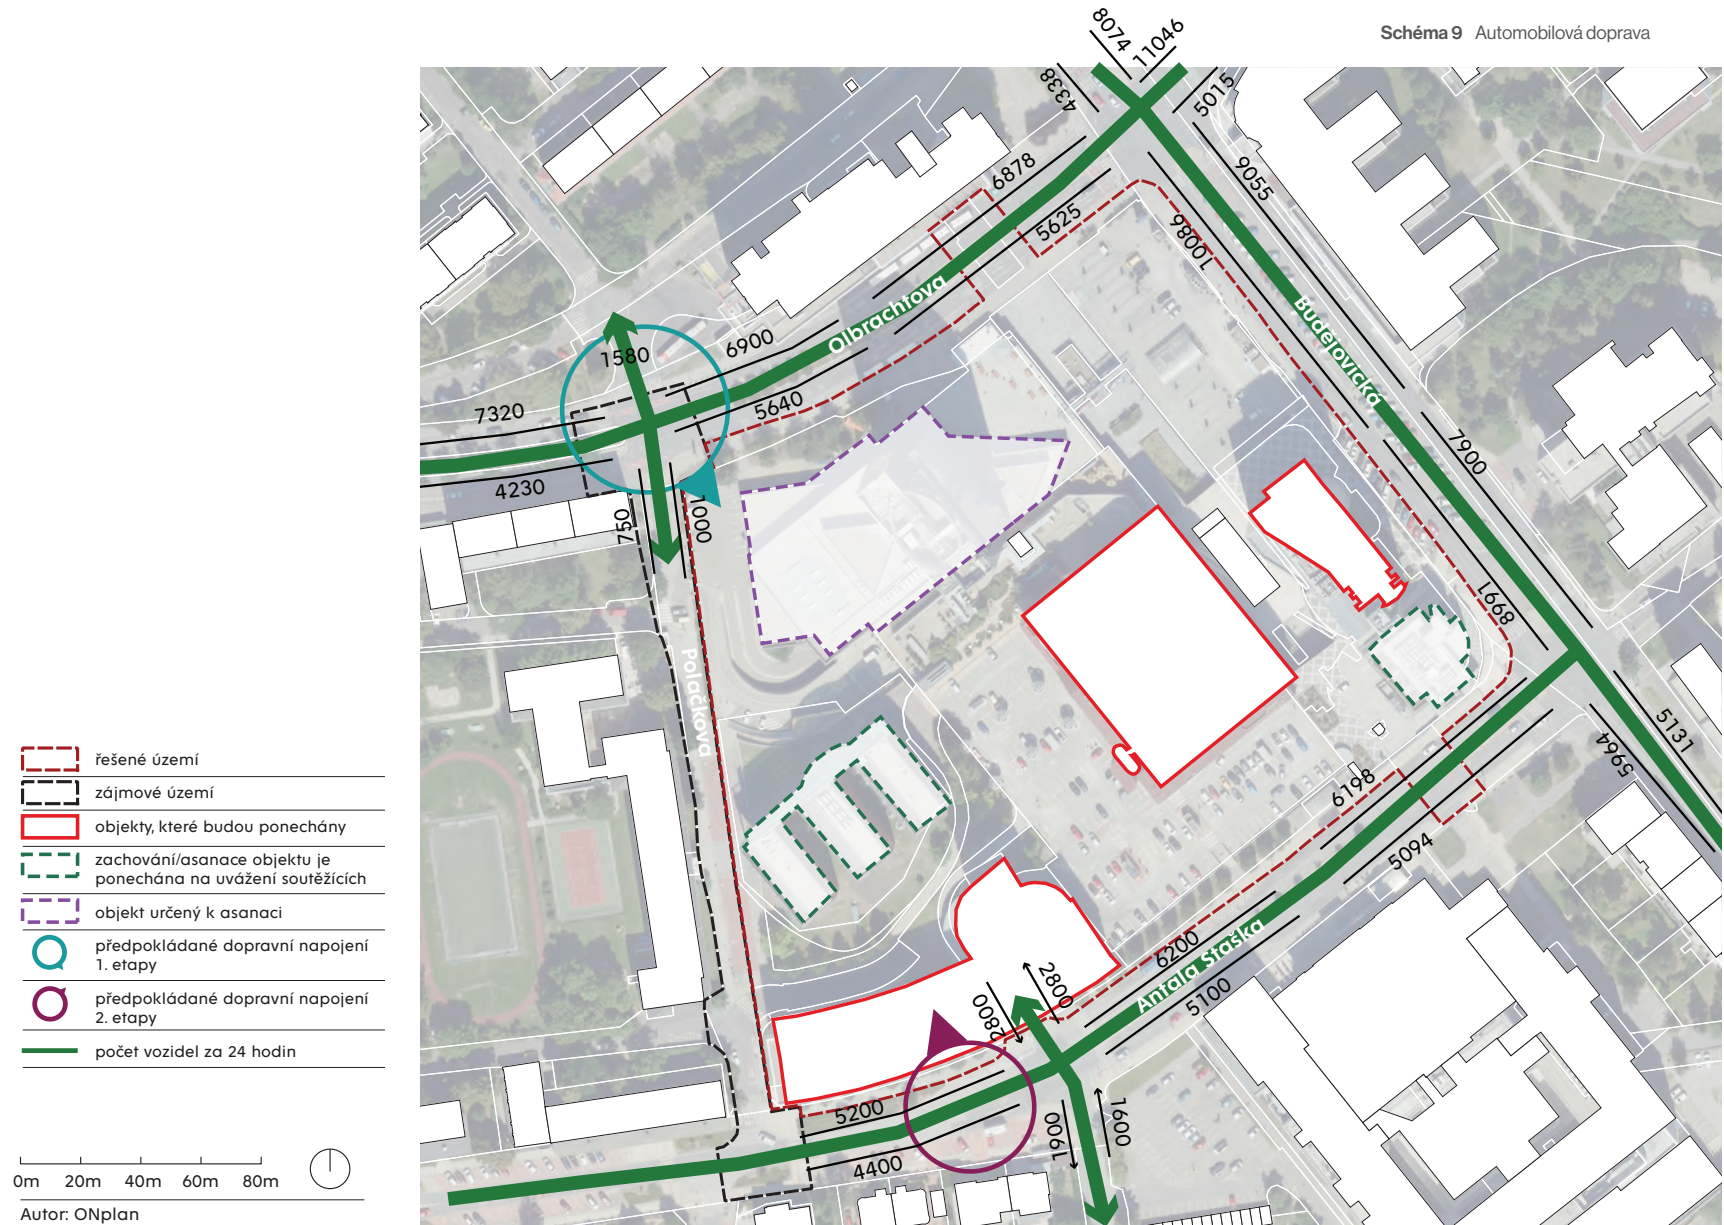 Schéma 9 Automobilová doprava
8074
11046
4338
5015
6878
5625
9055
10086
Olbrachtova
Budějovická
6900
5640
1580
7320
4230
750
1000
7900
8991
Polačkova
5131
5964
6198
5094
6200
Antala Staška
5100
2800
2800
5200
4400
1900
1600
řešené území
zájmové území
objekty, které budou ponechány
zachování/asanace objektu je
ponechána na uvážení soutěžících
objekt určený k asanaci
předpokládané dopravní napojení
1. etapy
předpokládané dopravní napojení
2. etapy
počet vozidel za 24 hodin
0m 20m 40m 60m 80m
Autor: ONplan